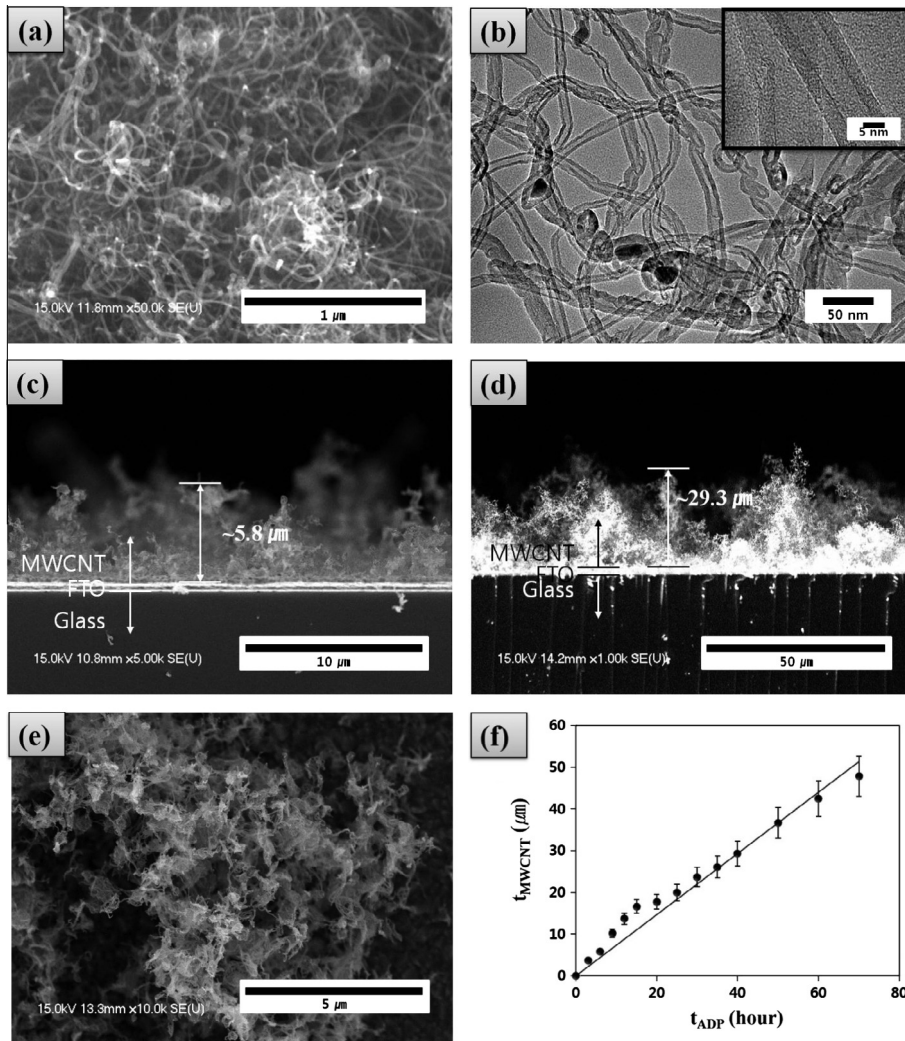 (a)
15.0kV 11.8mm x50.0k SE(U)
1 ㎛
(b)
5 nm
50 nm
(c)
~5.8 ㎛
MWCNT
FTO
Glass
15.0kV 10.8mm x5.00k SE(U)
10 ㎛
(d)
~29.3 ㎛
MWCNT
FTO
Glass
15.0kV 14.2mm x1.00k SE(U)
50 ㎛
(e)
15.0kV 13.3mm x10.0k SE(U)
5 ㎛
(f)
60
50
40
30
20
10
0
t_MWCNT (㎛)
0 20 40 60 80
t_ADP (hour)